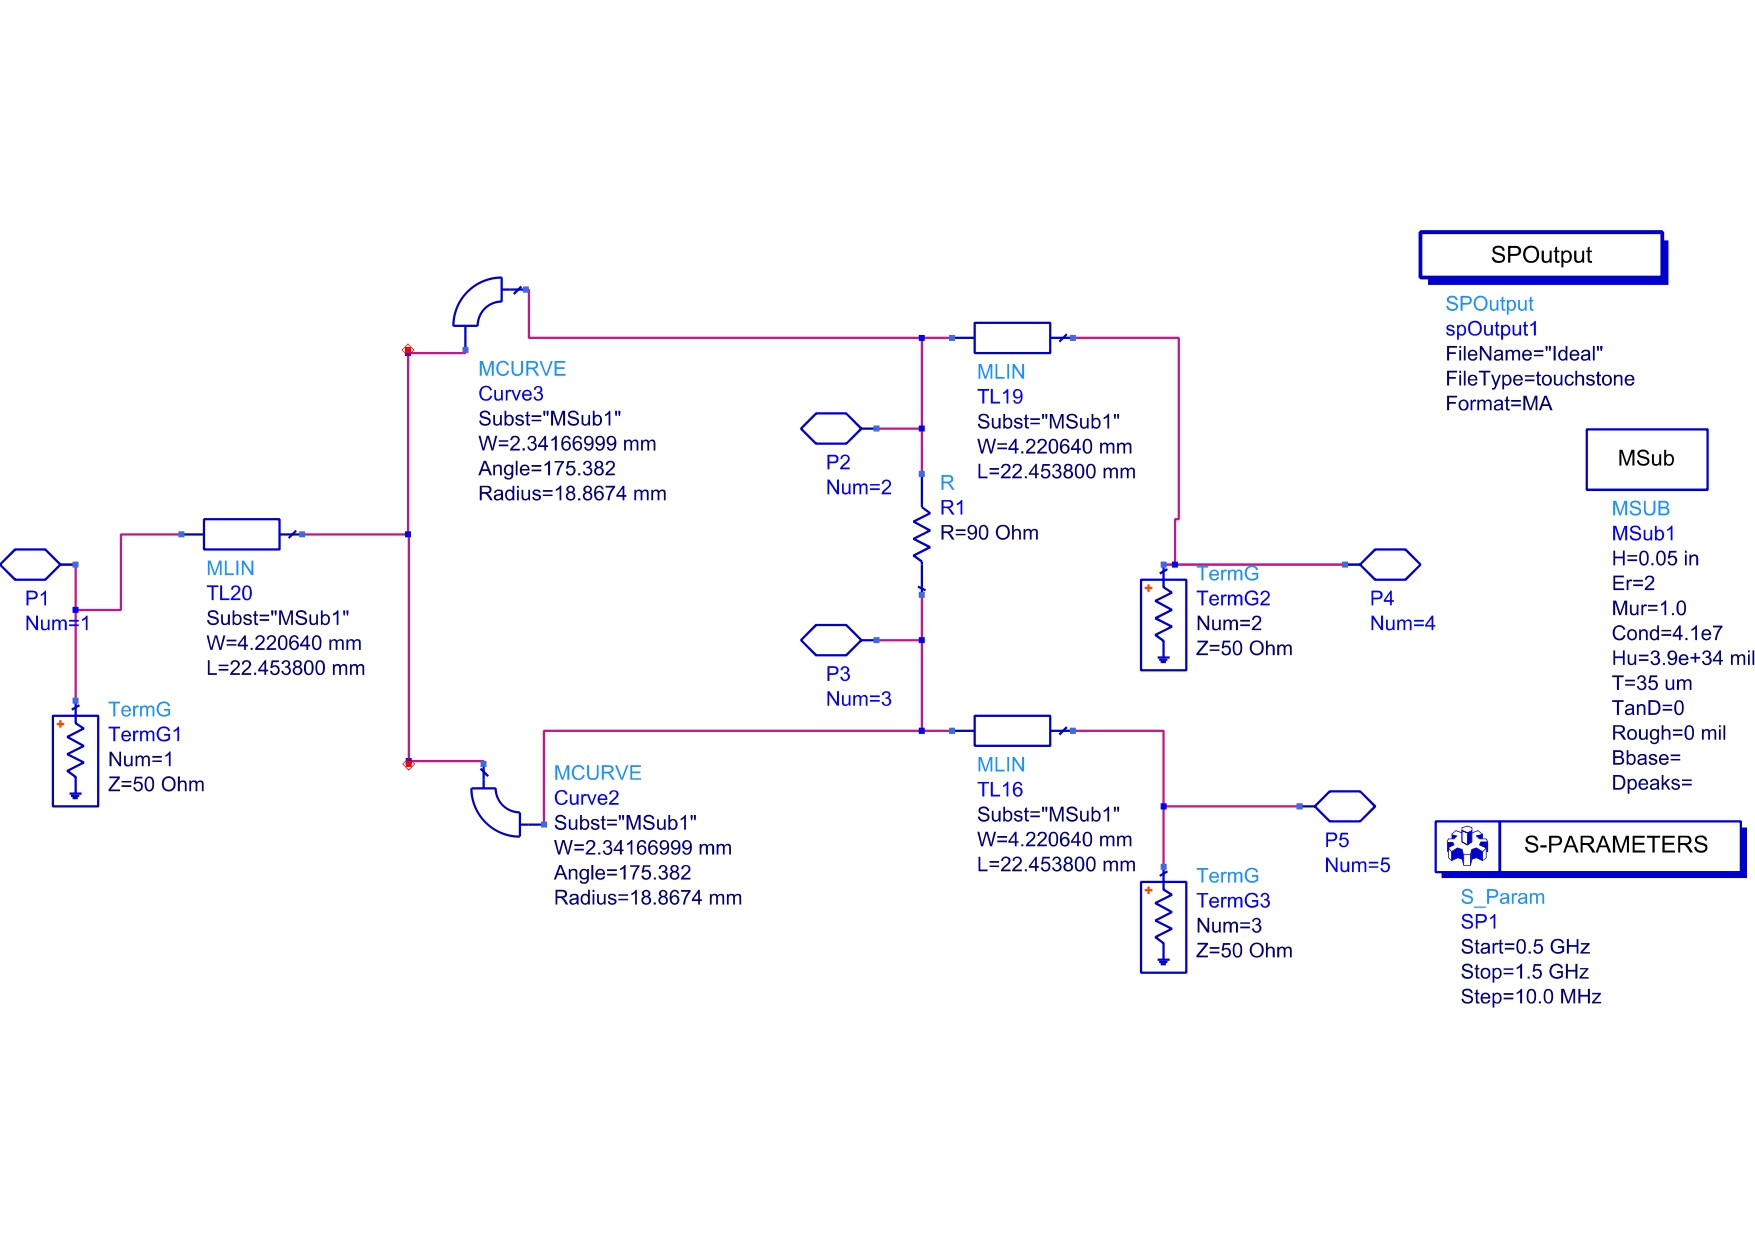 SPOutput
SPOutput
spOutput1
FileName="Ideal"
FileType=touchstone
Format=MA
MCURVE
Curve3
Subst="MSub1"
W=2.34166999 mm
Angle=175.382
Radius=18.8674 mm
MLIN
TL19
Subst="MSub1"
W=4.220640 mm
L=22.453800 mm
P2
Num=2
R
R1
R=90 Ohm
MSub
MSUB
MSub1
H=0.05 in
Er=2
Mur=1.0
Cond=4.1e7
Hu=3.9e+34 mil
T=35 um
TanD=0
Rough=0 mil
Bbase=
Dpeaks=
P1
Num=1
MLIN
TL20
Subst="MSub1"
W=4.220640 mm
L=22.453800 mm
TermG
TermG1
Num=1
Z=50 Ohm
TermG
TermG2
Num=2
Z=50 Ohm
P4
Num=4
P3
Num=3
MCURVE
Curve2
Subst="MSub1"
W=2.34166999 mm
Angle=175.382
Radius=18.8674 mm
MLIN
TL16
Subst="MSub1"
W=4.220640 mm
L=22.453800 mm
P5
Num=5
TermG
TermG3
Num=3
Z=50 Ohm
S-PARAMETERS
S_Param
SP1
Start=0.5 GHz
Stop=1.5 GHz
Step=10.0 MHz